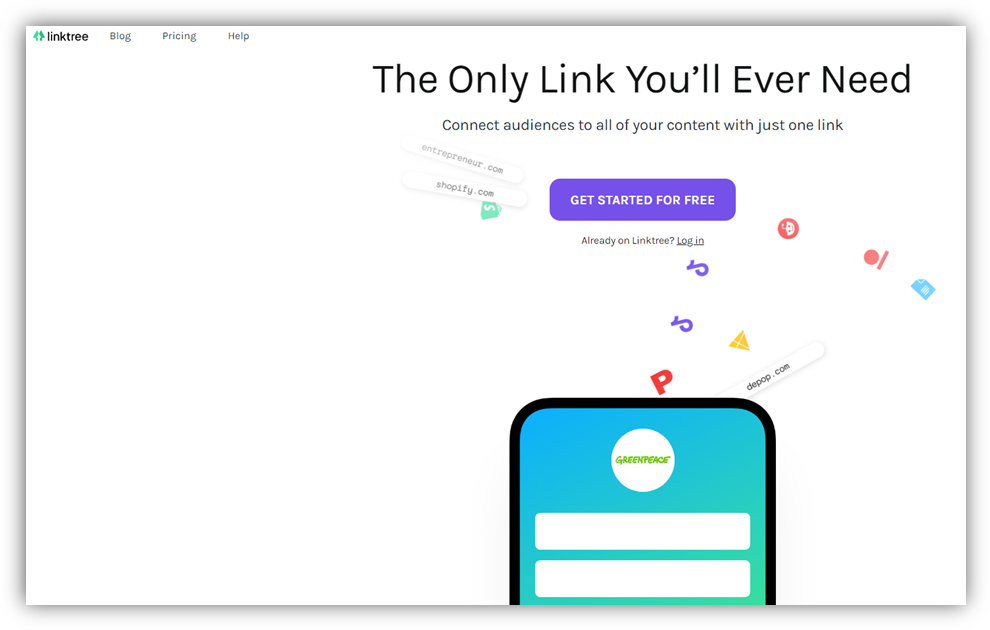 linktree Blog Pricing Help
The Only Link You’ll Ever Need
Connect audiences to all of your content with just one link
entrepreneur.com
shopify.com
GET STARTED FOR FREE
Already on Linktree? Log in
depop.com
GREENPEACE